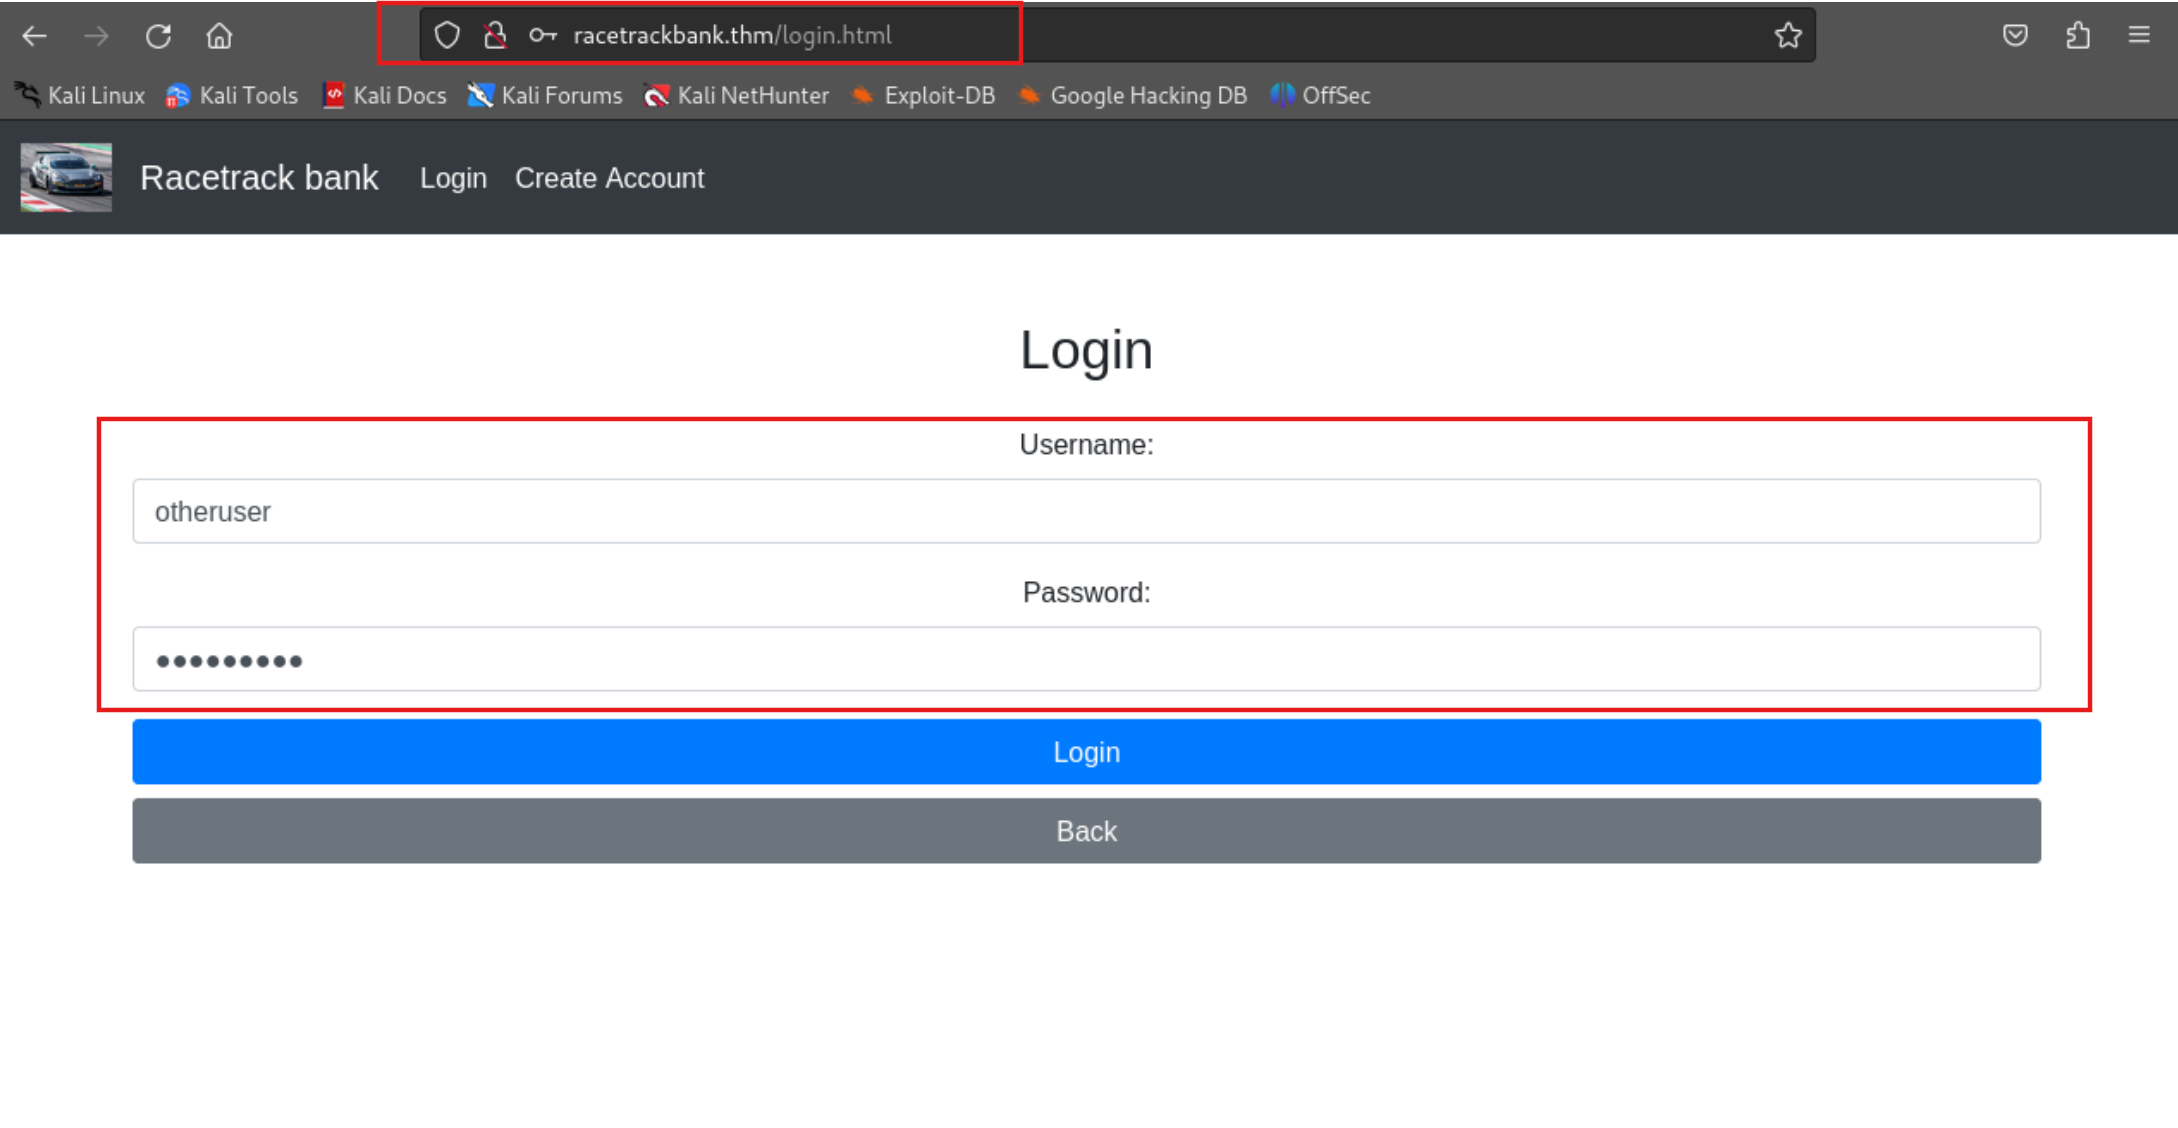 racetrackbank.thm/login.html
Kali Linux Kali Tools Kali Docs Kali Forums Kali NetHunter Exploit-DB Google Hacking DB OffSec
Racetrack bank Login Create Account
Login
Username:
otheruser
Password:
•••••••••
Login
Back